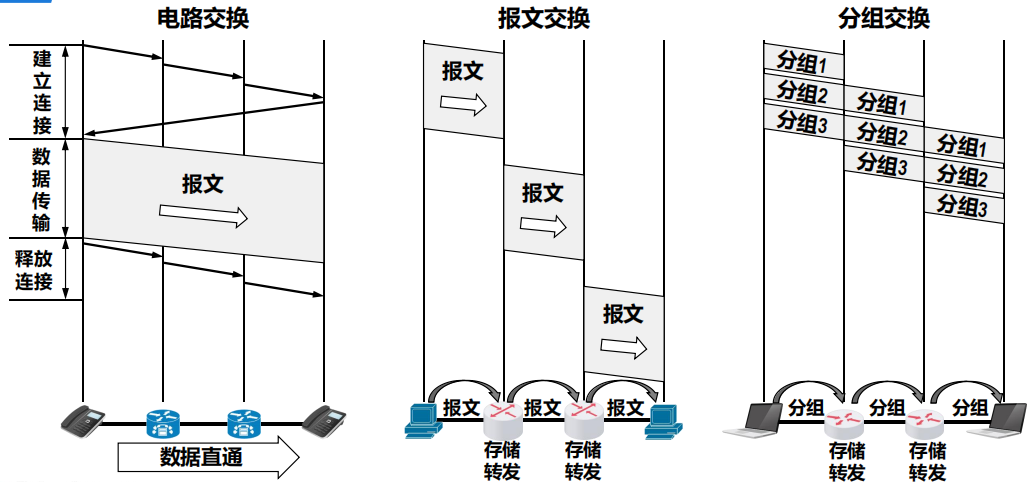 电路交换
报文交换
分组交换
建立连接
数据传输
释放
连接
报文
数据直通
报文
报文
报文
报文
报文
报文
存储
转发
存储
转发
分组1
分组2
分组3
分组1
分组2
分组3
分组1
分组2
分组3
分组
分组
分组
存储
转发
存储
转发